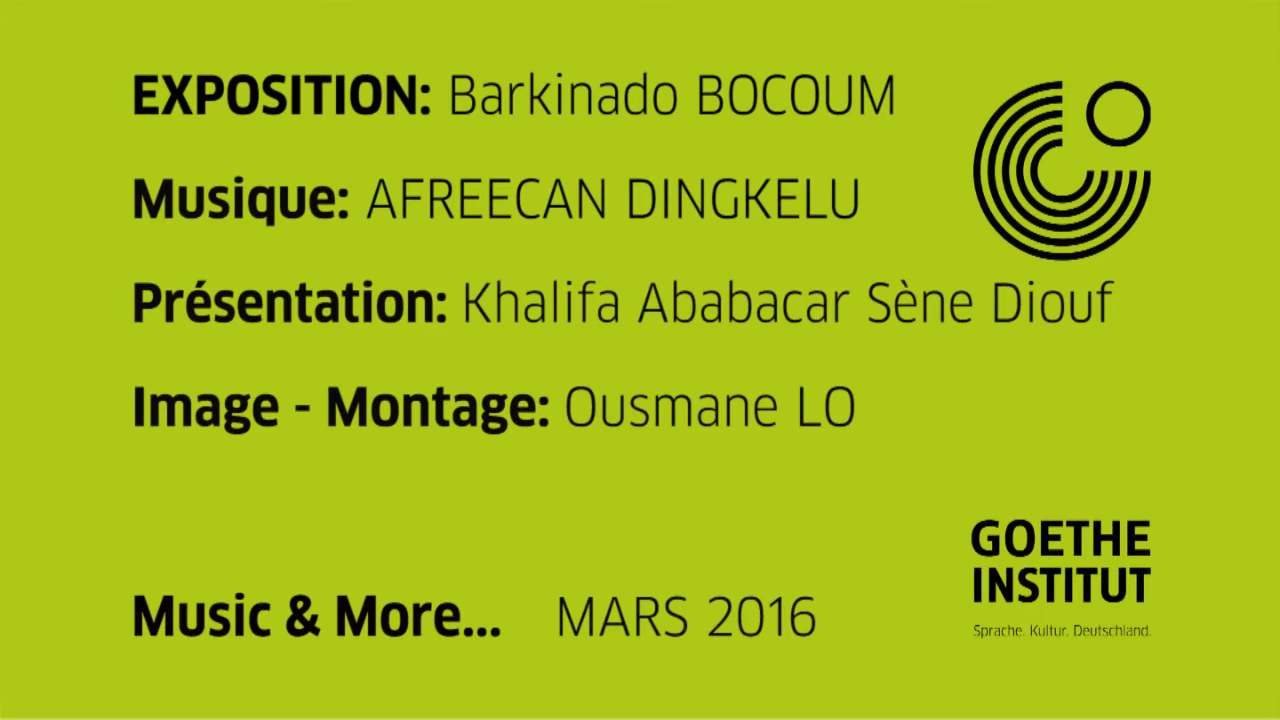 EXPOSITION: Barkinado BOCOUM
Musique: AFREECAN DINGKELU
Présentation: Khalifa Ababacar Sène Diouf
Image - Montage: Ousmane LO
Music & More... MARS 2016
GOETHE
INSTITUT
Sprache. Kultur. Deutschland.